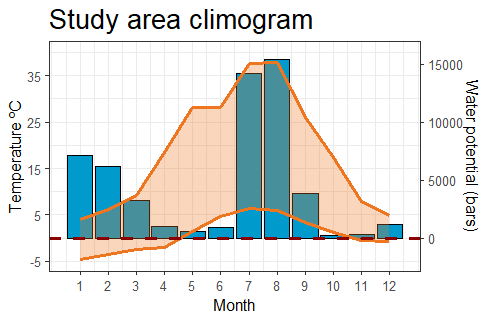 Study area climogram
Temperature ºC
35
25
15
5
-5
15000
10000
5000
0
Water potential (bars)
1 2 3 4 5 6 7 8 9 10 11 12
Month